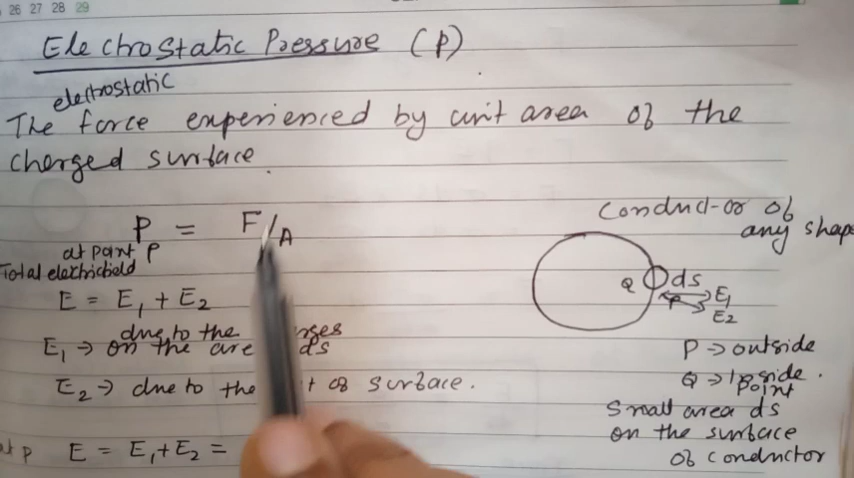 26 27 28 29
Electrostatic Pressure (P)
electrostatic
The force experienced by unit area of the
charged surface.
P = F/A
at point P
Total electricfield
E = E1 + E2
due to the
E1 → on the ds
E2 → due to the of surface.
at p E = E1+E2 =
Conduct-or of
any shape
Q ds
P E1
E2
P → outside
Q → Inside.
point
Small area ds
on the surface
of conductor